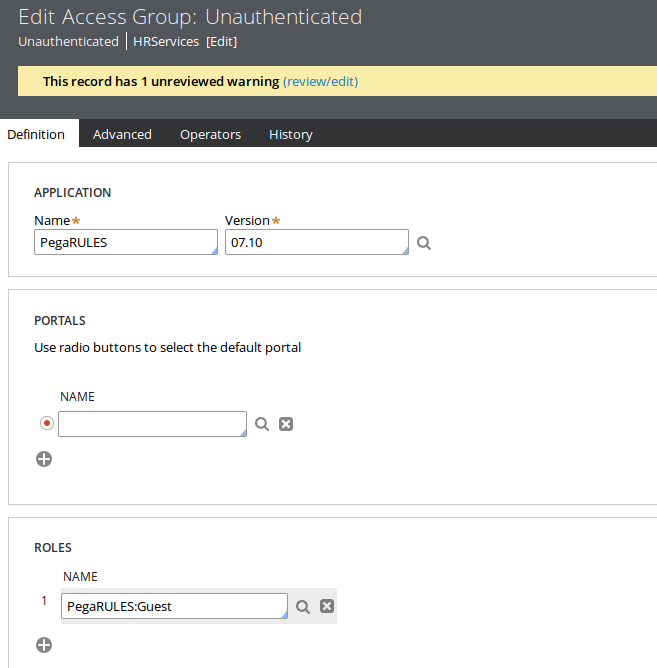 Edit Access Group: Unauthenticated
Unauthenticated HRServices [Edit]
This record has 1 unreviewed warning (review/edit)
Definition Advanced Operators History
APPLICATION
Name* Version*
PegaRULES 07.10
PORTALS
Use radio buttons to select the default portal
NAME
ROLES
NAME
1 PegaRULES:Guest